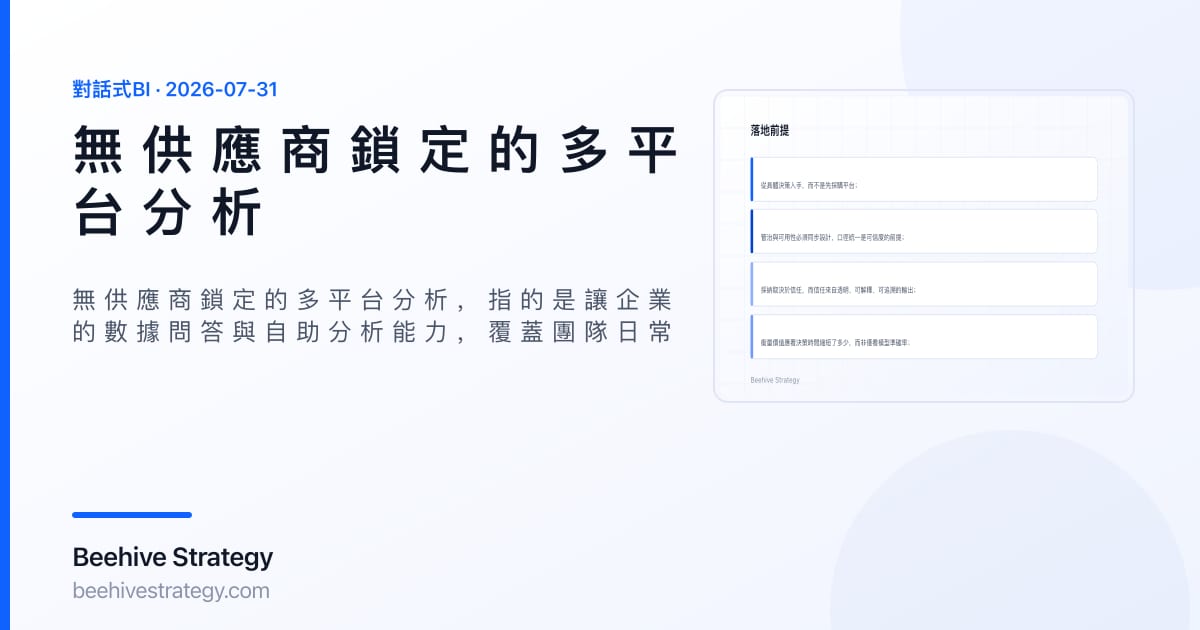 對話式BI · 2026-07-31
無供應商鎖定的多平
台分析
無供應商鎖定的多平台分析，指的是讓企業
的數據問答與自助分析能力，覆蓋團隊日常
落地前提
從具體決策入手，而不是先採購平台；
管治與可用性必須同步設計，口徑統一是可信度的前提；
採納取決於信任，而信任來自透明、可解釋、可追溯的輸出；
衡量價值應看決策時間縮短了多少，而非僅看模型準確率。
Beehive Strategy
Beehive Strategy
beehivestrategy.com